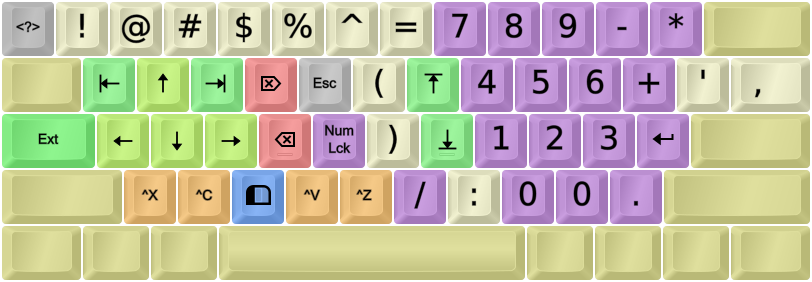 <?> ! @ # $ % ^ = 7 8 9 - *
|← ↑ →| ⌦ Esc ( ⤒ 4 5 6 + ' ,
Ext ← ↓ → ⌫ Num Lck ) ⤓ 1 2 3 ↵
^X ^C ^V ^Z / : 0 0 .